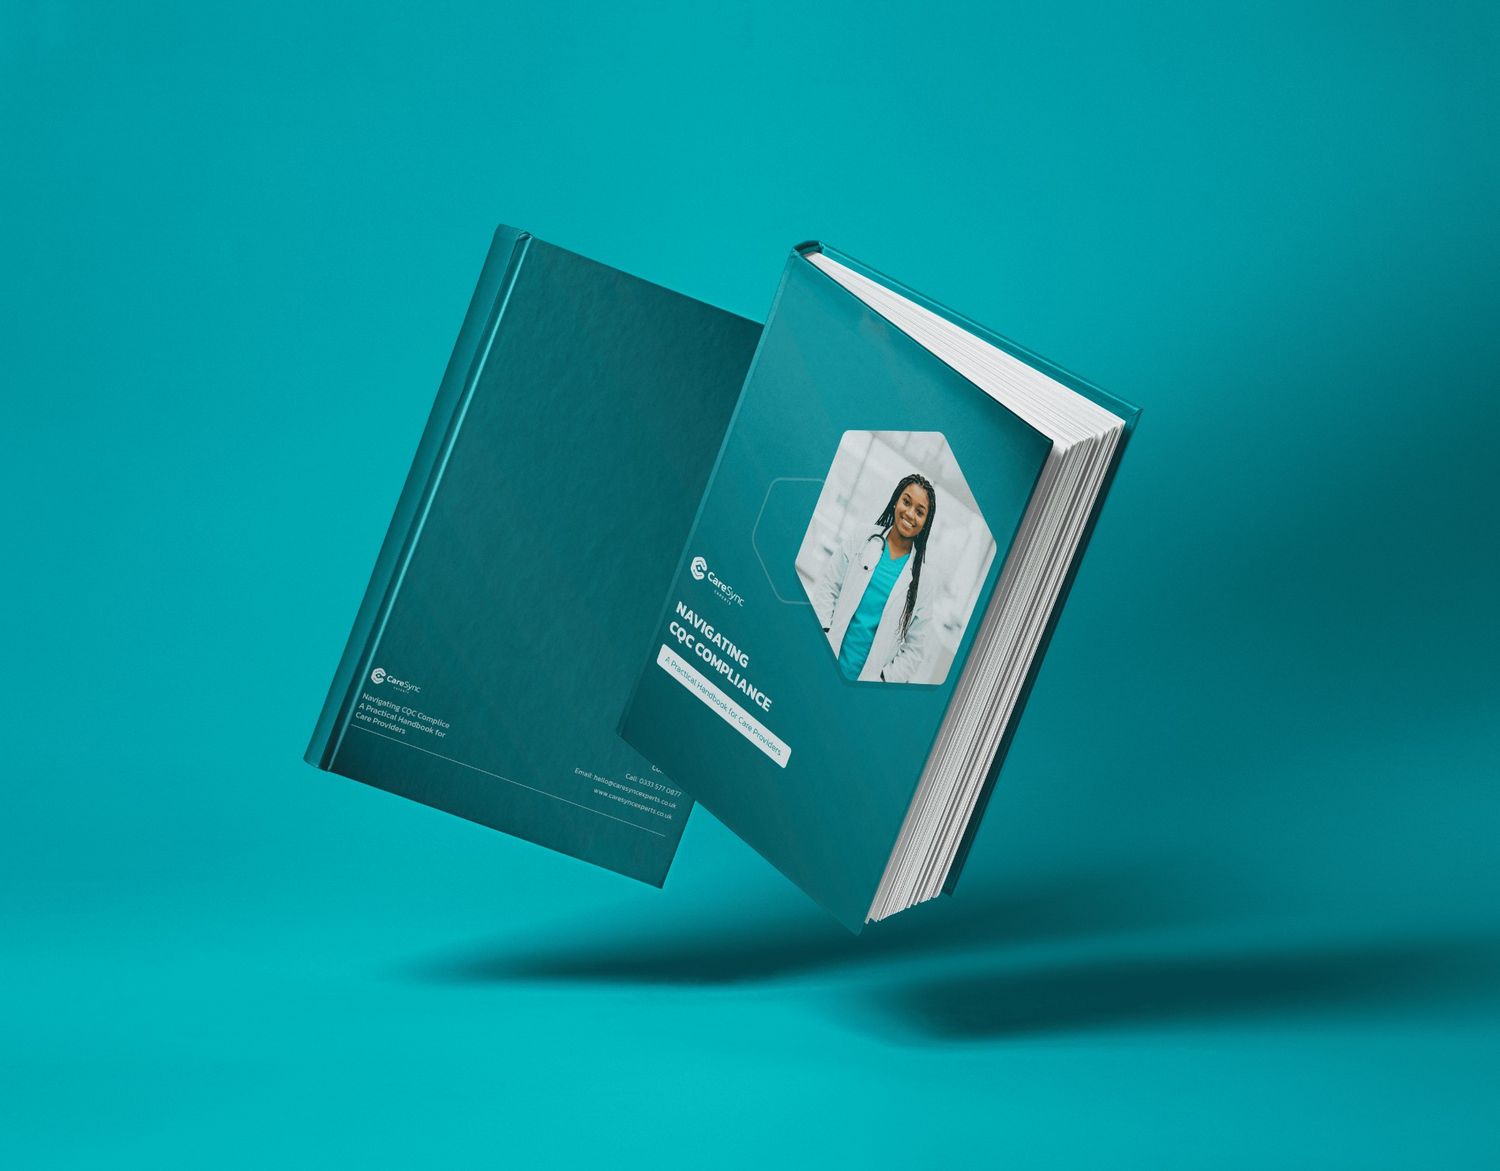 CareSync
EXPERTS
Navigating CQC Complice
A Practical Handbook for
Care Providers
Call: 0333 577 0877
Email: hello@caresyncexperts.co.uk
www.caresyncexperts.co.uk
CareSync
EXPERTS
NAVIGATING
CQC COMPLIANCE
A Practical Handbook for Care Providers